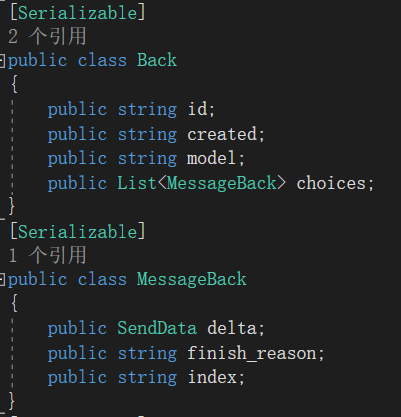 [Serializable]
2 个引用
public class Back
{
public string id;
public string created;
public string model;
public List<MessageBack> choices;
}
[Serializable]
1 个引用
public class MessageBack
{
public SendData delta;
public string finish_reason;
public string index;
}